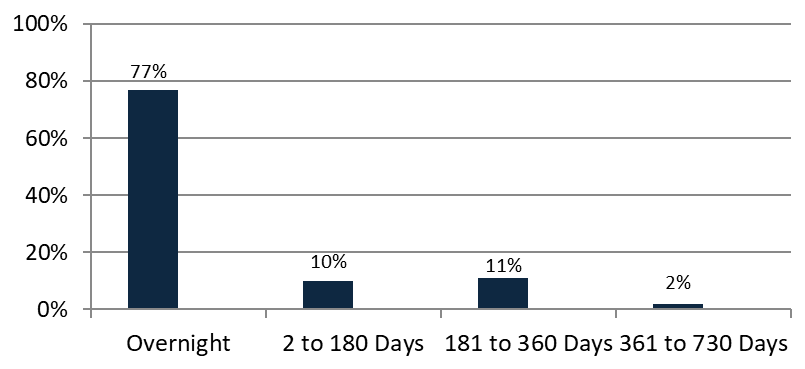 100%
80%
60%
40%
20%
0%
77%
10%
11%
2%
Overnight
2 to 180 Days
181 to 360 Days
361 to 730 Days